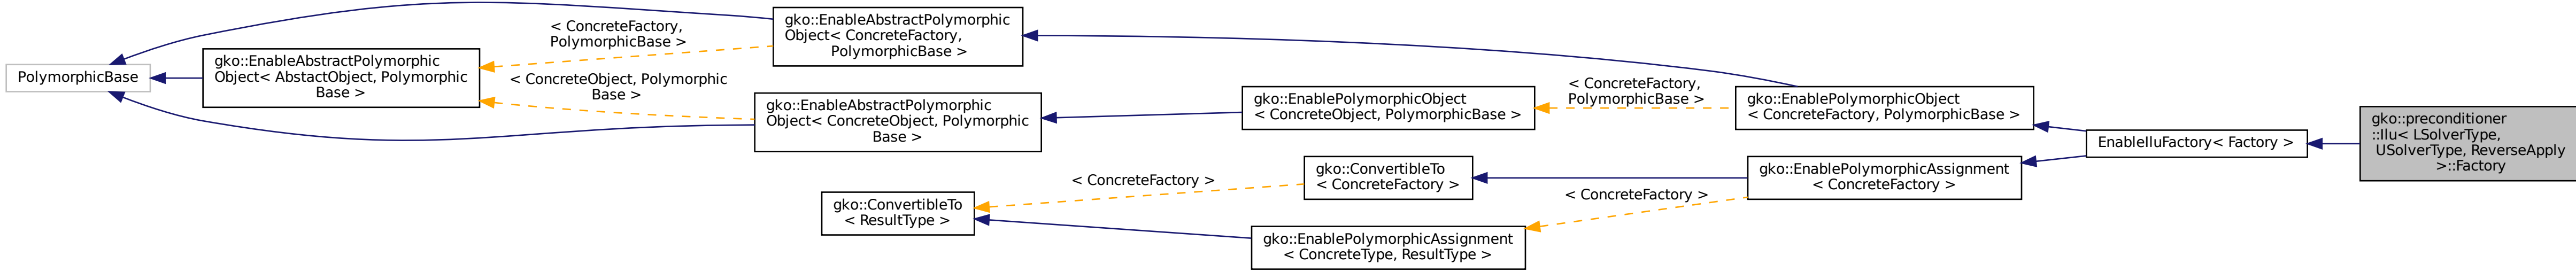 PolymorphicBase
gko::EnableAbstractPolymorphic
Object< AbstactObject, Polymorphic
Base >
< ConcreteFactory,
PolymorphicBase >
< ConcreteObject, Polymorphic
Base >
gko::EnableAbstractPolymorphic
Object< ConcreteFactory,
PolymorphicBase >
gko::EnableAbstractPolymorphic
Object< ConcreteObject, Polymorphic
Base >
gko::ConvertibleTo
< ResultType >
< ConcreteFactory >
gko::EnablePolymorphicObject
< ConcreteObject, PolymorphicBase >
gko::ConvertibleTo
< ConcreteFactory >
gko::EnablePolymorphicAssignment
< ConcreteType, ResultType >
< ConcreteFactory,
PolymorphicBase >
< ConcreteFactory >
gko::EnablePolymorphicObject
< ConcreteFactory, PolymorphicBase >
gko::EnablePolymorphicAssignment
< ConcreteFactory >
EnableIluFactory< Factory >
gko::preconditioner
::Ilu< LSolverType,
USolverType, ReverseApply
>::Factory